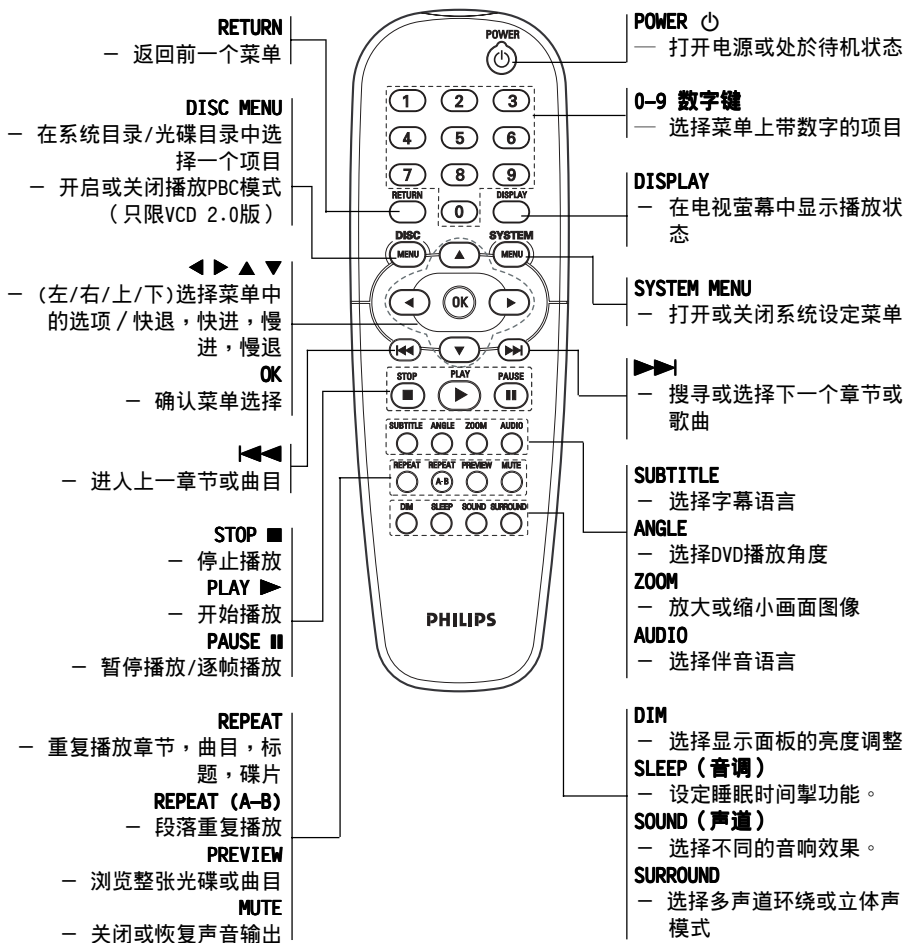 RETURN
— 返回前一个菜单
DISC MENU
— 在系统目录/光碟目录中选
择一个项目
— 开启或关闭播放PBC模式
（只限VCD 2.0版）
◀ ▶ ▲ ▼
— (左/右/上/下)选择菜单中
的选项／快退，快进，慢
进，慢退
OK
— 确认菜单选择
|◀◀
— 进入上一章节或曲目
STOP ■
— 停止播放
PLAY ▶
— 开始播放
PAUSE II
— 暂停播放/逐帧播放
REPEAT
— 重复播放章节，曲目，标
题，碟片
REPEAT (A–B)
— 段落重复播放
PREVIEW
— 浏览整张光碟或曲目
MUTE
— 关闭或恢复声音输出
POWER
1 2 3
4 5 6
7 8 9
RETURN 0 DISPLAY
DISC SYSTEM
MENU ▲ MENU
◀ OK ▶
|◀◀ ▼ ▶▶|
STOP PLAY PAUSE
■ ▶ II
SUBTITLE ANGLE ZOOM AUDIO
REPEAT REPEAT PREVIEW MUTE
A-B
DIM SLEEP SOUND SURROUND
PHILIPS
POWER ⏻
— 打开电源或处於待机状态
0–9 数字键
— 选择菜单上带数字的项目
DISPLAY
— 在电视萤幕中显示播放状
态
SYSTEM MENU
— 打开或关闭系统设定菜单
▶▶|
— 搜寻或选择下一个章节或
歌曲
SUBTITLE
— 选择字幕语言
ANGLE
— 选择DVD播放角度
ZOOM
— 放大或缩小画面图像
AUDIO
— 选择伴音语言
DIM
— 选择显示面板的亮度调整
SLEEP（音调）
— 设定睡眠时间掣功能。
SOUND（声道）
— 选择不同的音响效果。
SURROUND
— 选择多声道环绕或立体声
模式